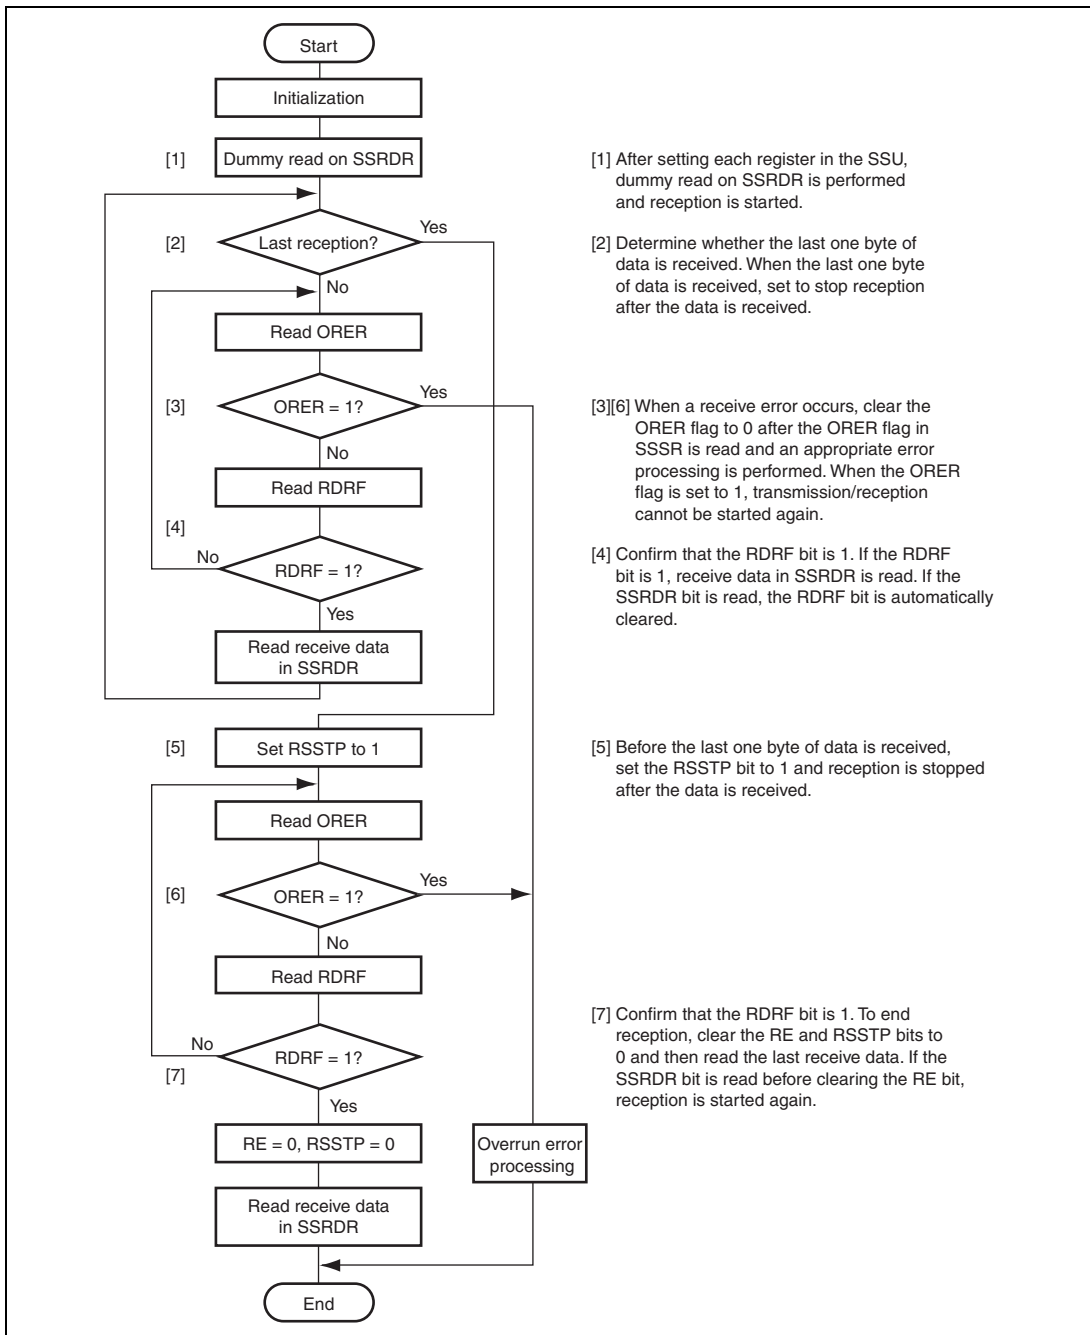 Start
Initialization
[1]
Dummy read on SSRDR
[2]
Last reception?
Yes
No
Read ORER
[3]
ORER = 1?
Yes
No
Read RDRF
[4]
No
RDRF = 1?
Yes
Read receive data
in SSRDR
[5]
Set RSSTP to 1
Read ORER
[6]
ORER = 1?
Yes
No
Read RDRF
No
RDRF = 1?
[7]
Yes
RE = 0, RSSTP = 0
Overrun error
processing
Read receive data
in SSRDR
End
[1] After setting each register in the SSU,
dummy read on SSRDR is performed
and reception is started.
[2] Determine whether the last one byte of
data is received. When the last one byte
of data is received, set to stop reception
after the data is received.
[3][6] When a receive error occurs, clear the
ORER flag to 0 after the ORER flag in
SSSR is read and an appropriate error
processing is performed. When the ORER
flag is set to 1, transmission/reception
cannot be started again.
[4] Confirm that the RDRF bit is 1. If the RDRF
bit is 1, receive data in SSRDR is read. If the
SSRDR bit is read, the RDRF bit is automatically
cleared.
[5] Before the last one byte of data is received,
set the RSSTP bit to 1 and reception is stopped
after the data is received.
[7] Confirm that the RDRF bit is 1. To end
reception, clear the RE and RSSTP bits to
0 and then read the last receive data. If the
SSRDR bit is read before clearing the RE bit,
reception is started again.